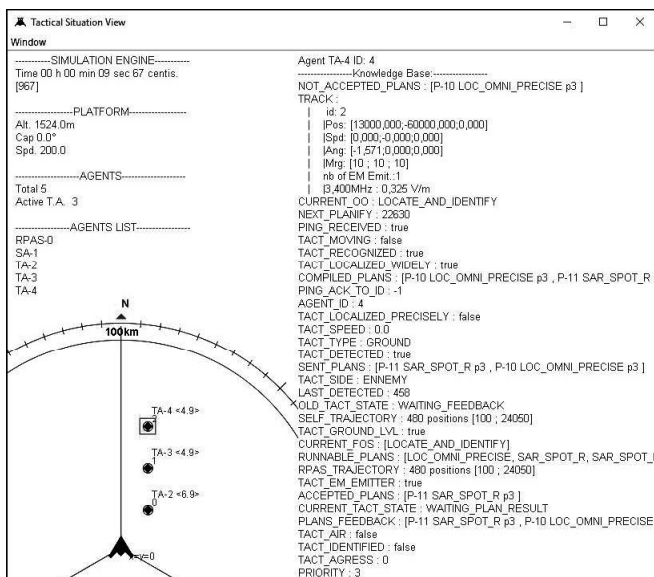 Tactical Situation View
Window
-----------SIMULATION ENGINE-----------
Time 00 h 00 min 09 sec 67 centis.
[967]
------------------PLATFORM------------------
Alt. 1524.0m
Cap 0.0°
Spd. 200.0
--------------------AGENTS--------------------
Total 5
Active T.A. 3
-----------------AGENTS LIST-----------------
RPAS-0
SA-1
TA-2
TA-3
TA-4
N
100km
TA-4 <4.9>
2
TA-3 <4.9>
1
TA-2 <6.9>
0
Agent TA-4 ID: 4
-----------------Knowledge Base:-----------------
NOT_ACCEPTED_PLANS : [P-10 LOC_OMNI_PRECISE p3 ]
TRACK :
| id: 2
| |Pos: [13000,000;-60000,000;0,000]
| |Spd: [0,000;-0,000;0,000]
| |Ang: [-1,571;0,000;0,000]
| |Mrg: [10 ; 10 ; 10]
| nb of EM Emit.:1
| |3,400MHz : 0,325 V/m
CURRENT_OO : LOCATE_AND_IDENTIFY
NEXT_PLANIFY : 22630
PING_RECEIVED : true
TACT_MOVING : false
TACT_RECOGNIZED : true
TACT_LOCALIZED_WIDELY : true
COMPILED_PLANS : [P-10 LOC_OMNI_PRECISE p3 , P-11 SAR_SPOT_R
PING_ACK_TO_ID : -1
AGENT_ID : 4
TACT_LOCALIZED_PRECISELY : false
TACT_SPEED : 0.0
TACT_TYPE : GROUND
TACT_DETECTED : true
SENT_PLANS : [P-11 SAR_SPOT_R p3 , P-10 LOC_OMNI_PRECISE p3 ]
TACT_SIDE : ENNEMY
LAST_DETECTED : 458
OLD_TACT_STATE : WAITING_FEEDBACK
SELF_TRAJECTORY : 480 positions [100 ; 24050]
TACT_GROUND_LVL : true
CURRENT_FOS : [LOCATE_AND_IDENTIFY]
RUNNABLE_PLANS : [LOC_OMNI_PRECISE, SAR_SPOT_R, SAR_SPOT_
RPAS_TRAJECTORY : 480 positions [100 ; 24050]
TACT_EM_EMITTER : true
ACCEPTED_PLANS : [P-11 SAR_SPOT_R p3 ]
CURRENT_TACT_STATE : WAITING_PLAN_RESULT
PLANS_FEEDBACK : [P-11 SAR_SPOT_R p3 , P-10 LOC_OMNI_PRECISE
TACT_AIR : false
TACT_IDENTIFIED : false
TACT_AGRESS : 0
PRIORITY : 3